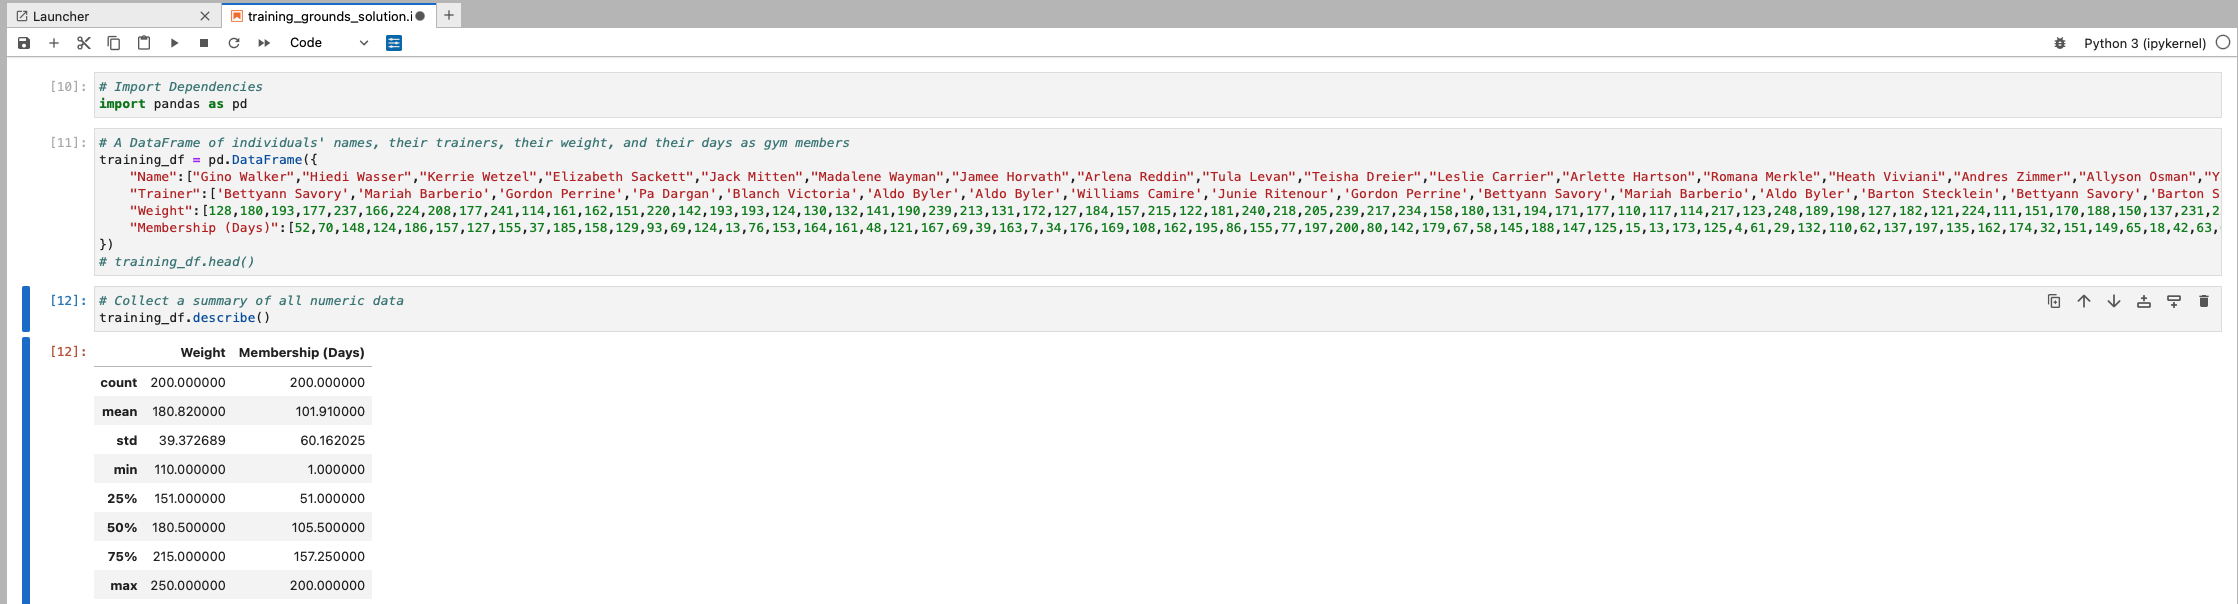 Launcher
training_grounds_solution.i
Code
Python 3 (ipykernel)
[10]:
# Import Dependencies
import pandas as pd
[11]:
# A DataFrame of individuals' names, their trainers, their weight, and their days as gym members
training_df = pd.DataFrame({
"Name":["Gino Walker","Hiedi Wasser","Kerrie Wetzel","Elizabeth Sackett","Jack Mitten","Madalene Wayman","Jamee Horvath","Arlena Reddin","Tula Levan","Teisha Dreier","Leslie Carrier","Arlette Hartson","Romana Merkle","Heath Viviani","Andres Zimmer","Allyson Osman","Y
"Trainer":['Bettyann Savory','Mariah Barberio','Gordon Perrine','Pa Dargan','Blanch Victoria','Aldo Byler','Aldo Byler','Williams Camire','Junie Ritenour','Gordon Perrine','Bettyann Savory','Mariah Barberio','Aldo Byler','Barton Stecklein','Bettyann Savory','Barton S
"Weight":[128,180,193,177,237,166,224,208,177,241,114,161,162,151,220,142,193,193,124,130,132,141,190,239,213,131,172,127,184,157,215,122,181,240,218,205,239,217,234,158,180,131,194,171,177,110,117,114,217,123,248,189,198,127,182,121,224,111,151,170,188,150,137,231,2
"Membership (Days)":[52,70,148,124,186,157,127,155,37,185,158,129,93,69,124,13,76,153,164,161,48,121,167,69,39,163,7,34,176,169,108,162,195,86,155,77,197,200,80,142,179,67,58,145,188,147,125,15,13,173,125,4,61,29,132,110,62,137,197,135,162,174,32,151,149,65,18,42,63,
})
# training_df.head()
[12]:
# Collect a summary of all numeric data
training_df.describe()
[12]:
Weight Membership (Days)
count 200.000000 200.000000
mean 180.820000 101.910000
std 39.372689 60.162025
min 110.000000 1.000000
25% 151.000000 51.000000
50% 180.500000 105.500000
75% 215.000000 157.250000
max 250.000000 200.000000